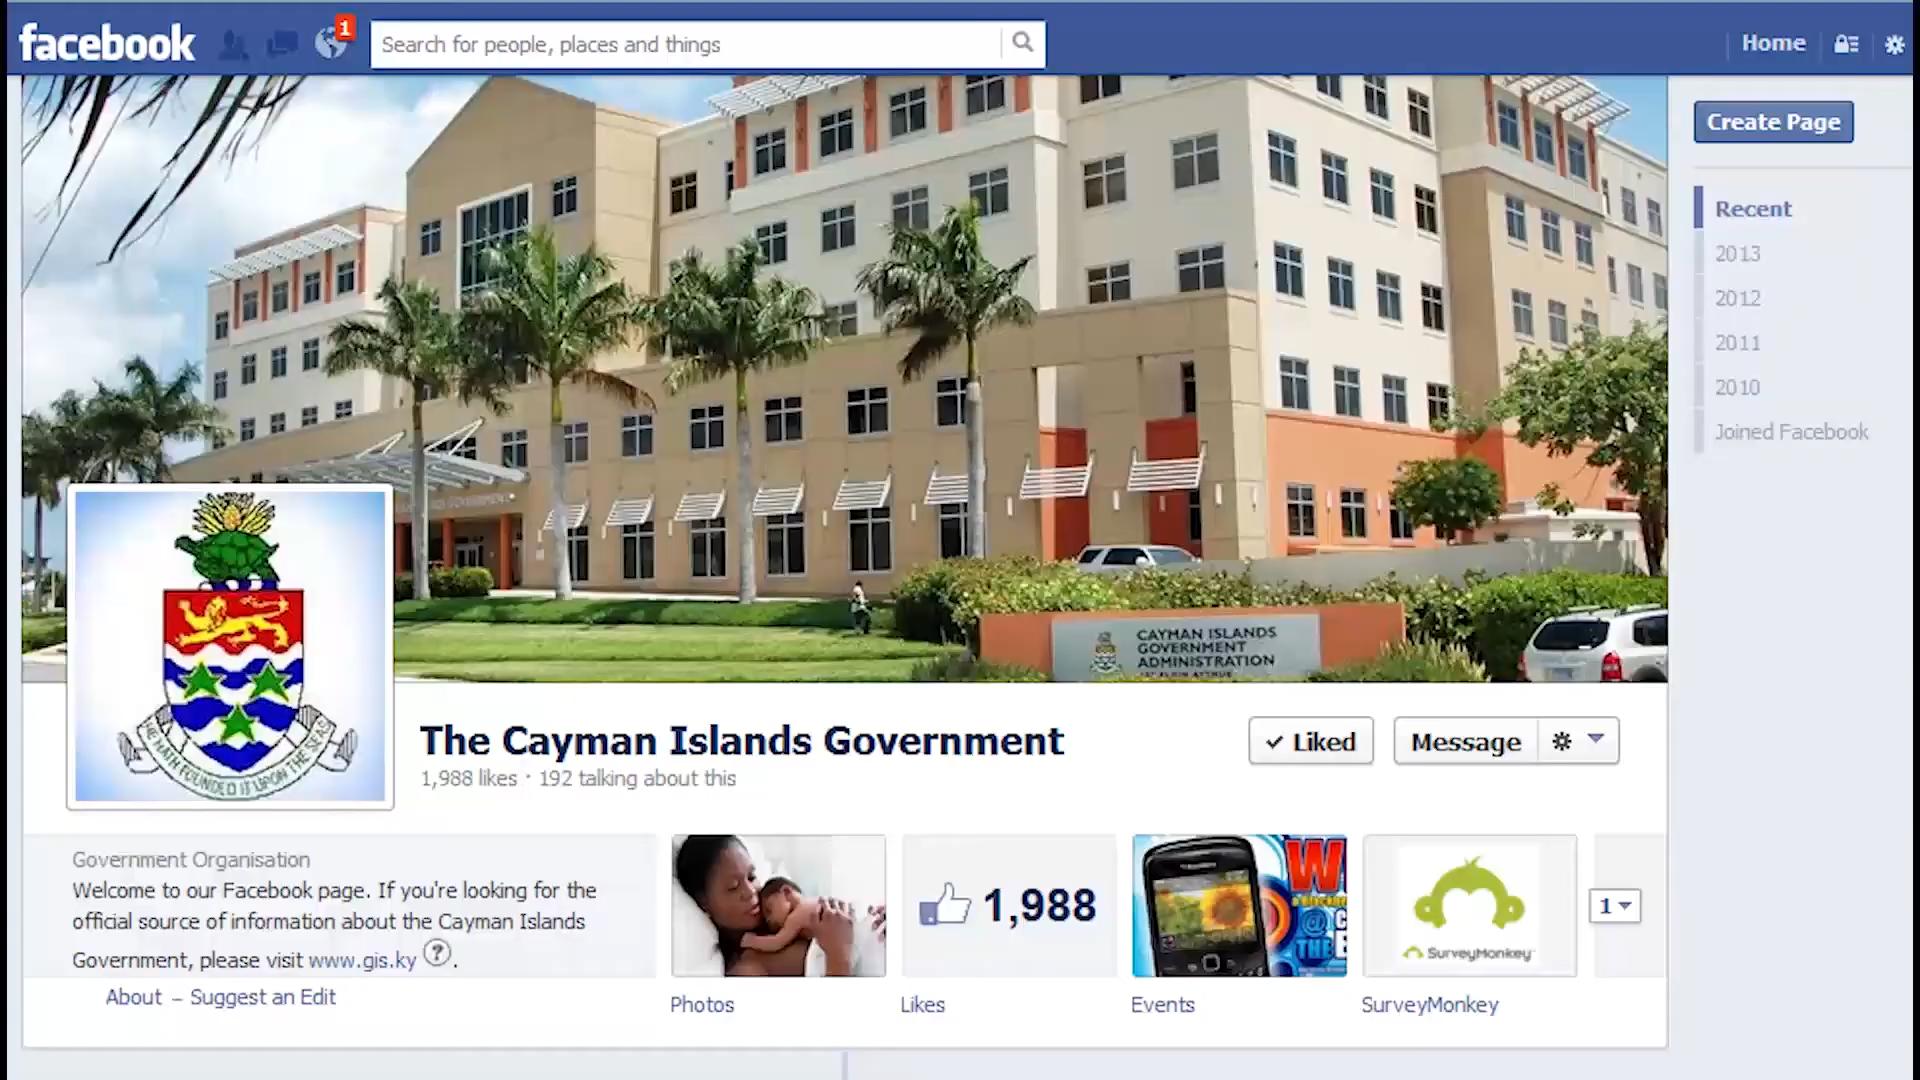 facebook
1
Search for people, places and things
Home
Create Page
Recent
2013
2012
2011
2010
Joined Facebook
CAYMAN ISLANDS
GOVERNMENT
ADMINISTRATION
HE HATH FOUNDED IT UPON THE SEAS
The Cayman Islands Government
Liked
Message
1,988 likes · 192 talking about this
Government Organisation
Welcome to our Facebook page. If you're looking for the
official source of information about the Cayman Islands
Government, please visit www.gis.ky ? .
About – Suggest an Edit
1,988
W
@
THE
SurveyMonkey
1
Photos
Likes
Events
SurveyMonkey